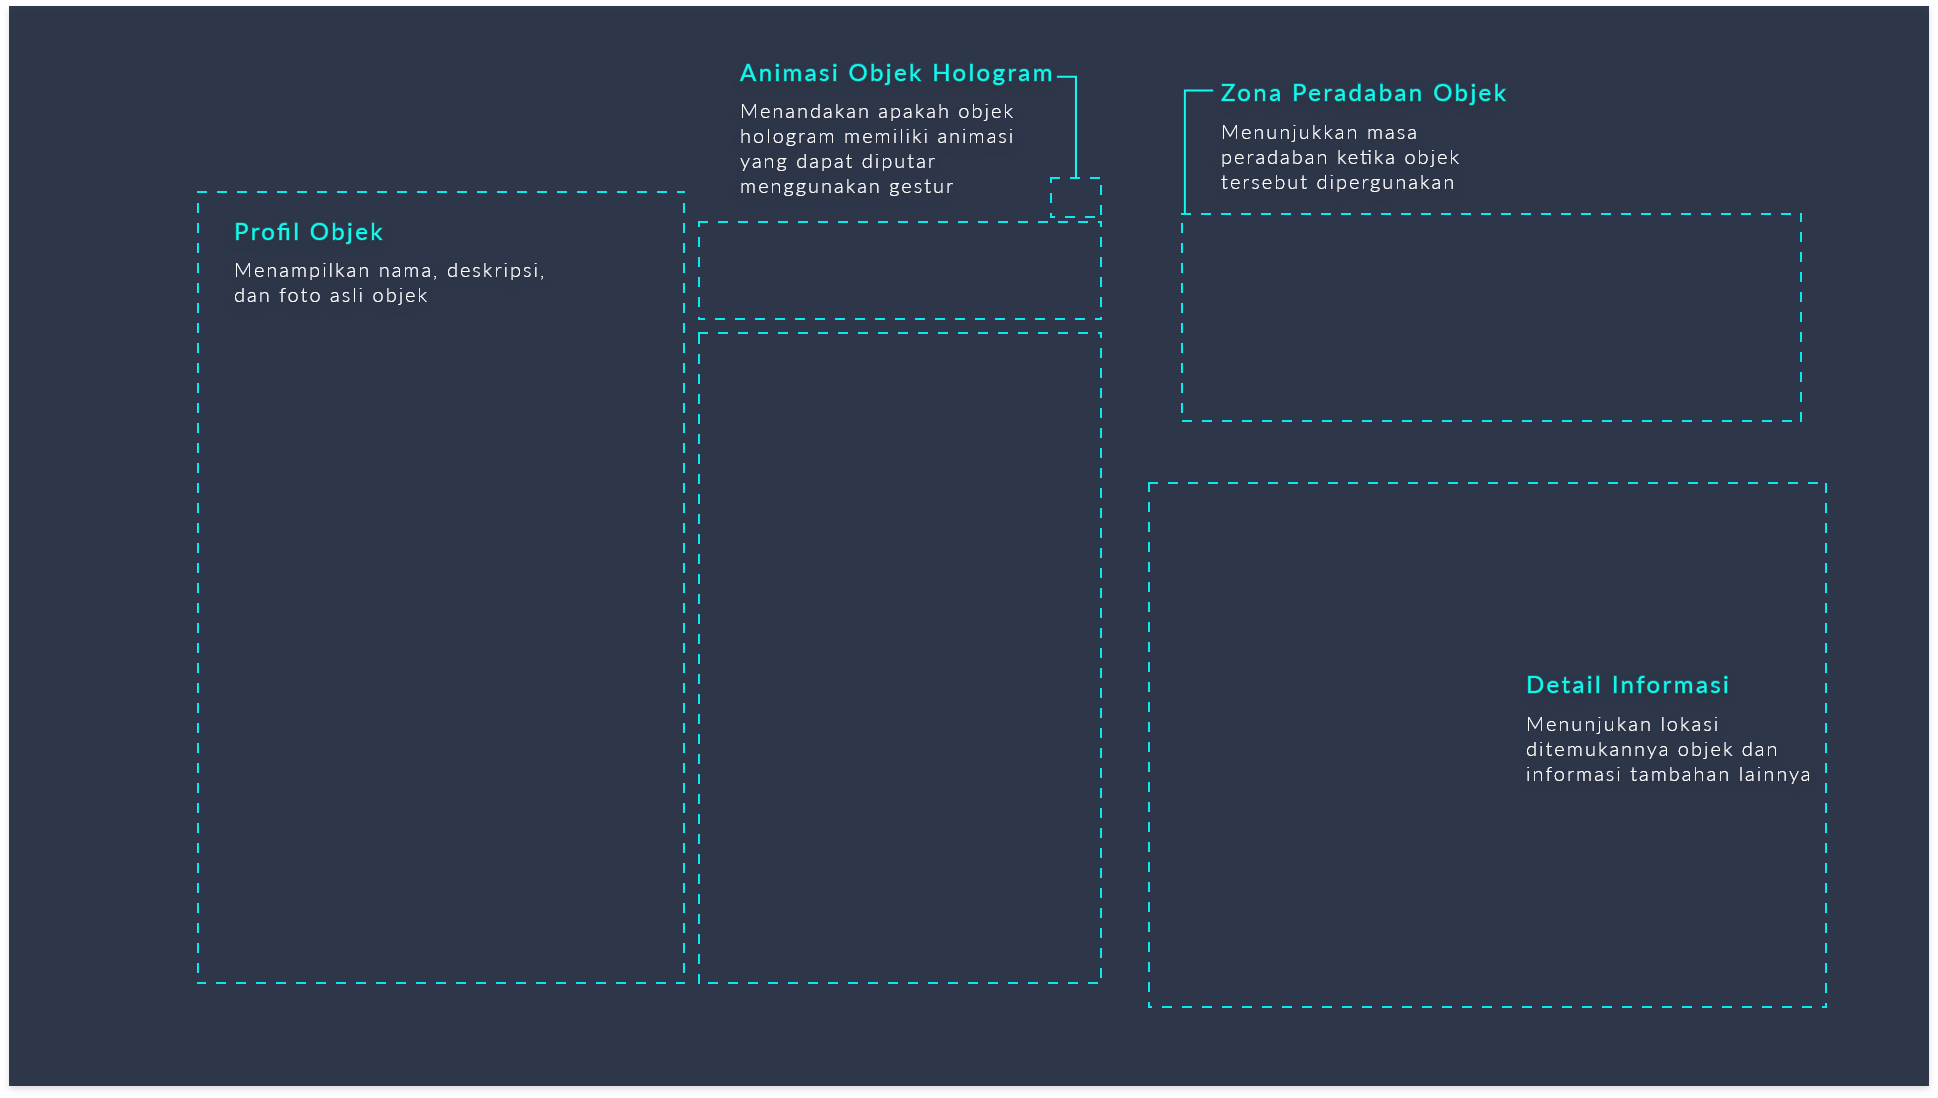 Animasi Objek Hologram
Menandakan apakah objek
hologram memiliki animasi
yang dapat diputar
menggunakan gestur
Zona Peradaban Objek
Menunjukkan masa
peradaban ketika objek
tersebut dipergunakan
Profil Objek
Menampilkan nama, deskripsi,
dan foto asli objek
Detail Informasi
Menunjukan lokasi
ditemukannya objek dan
informasi tambahan lainnya